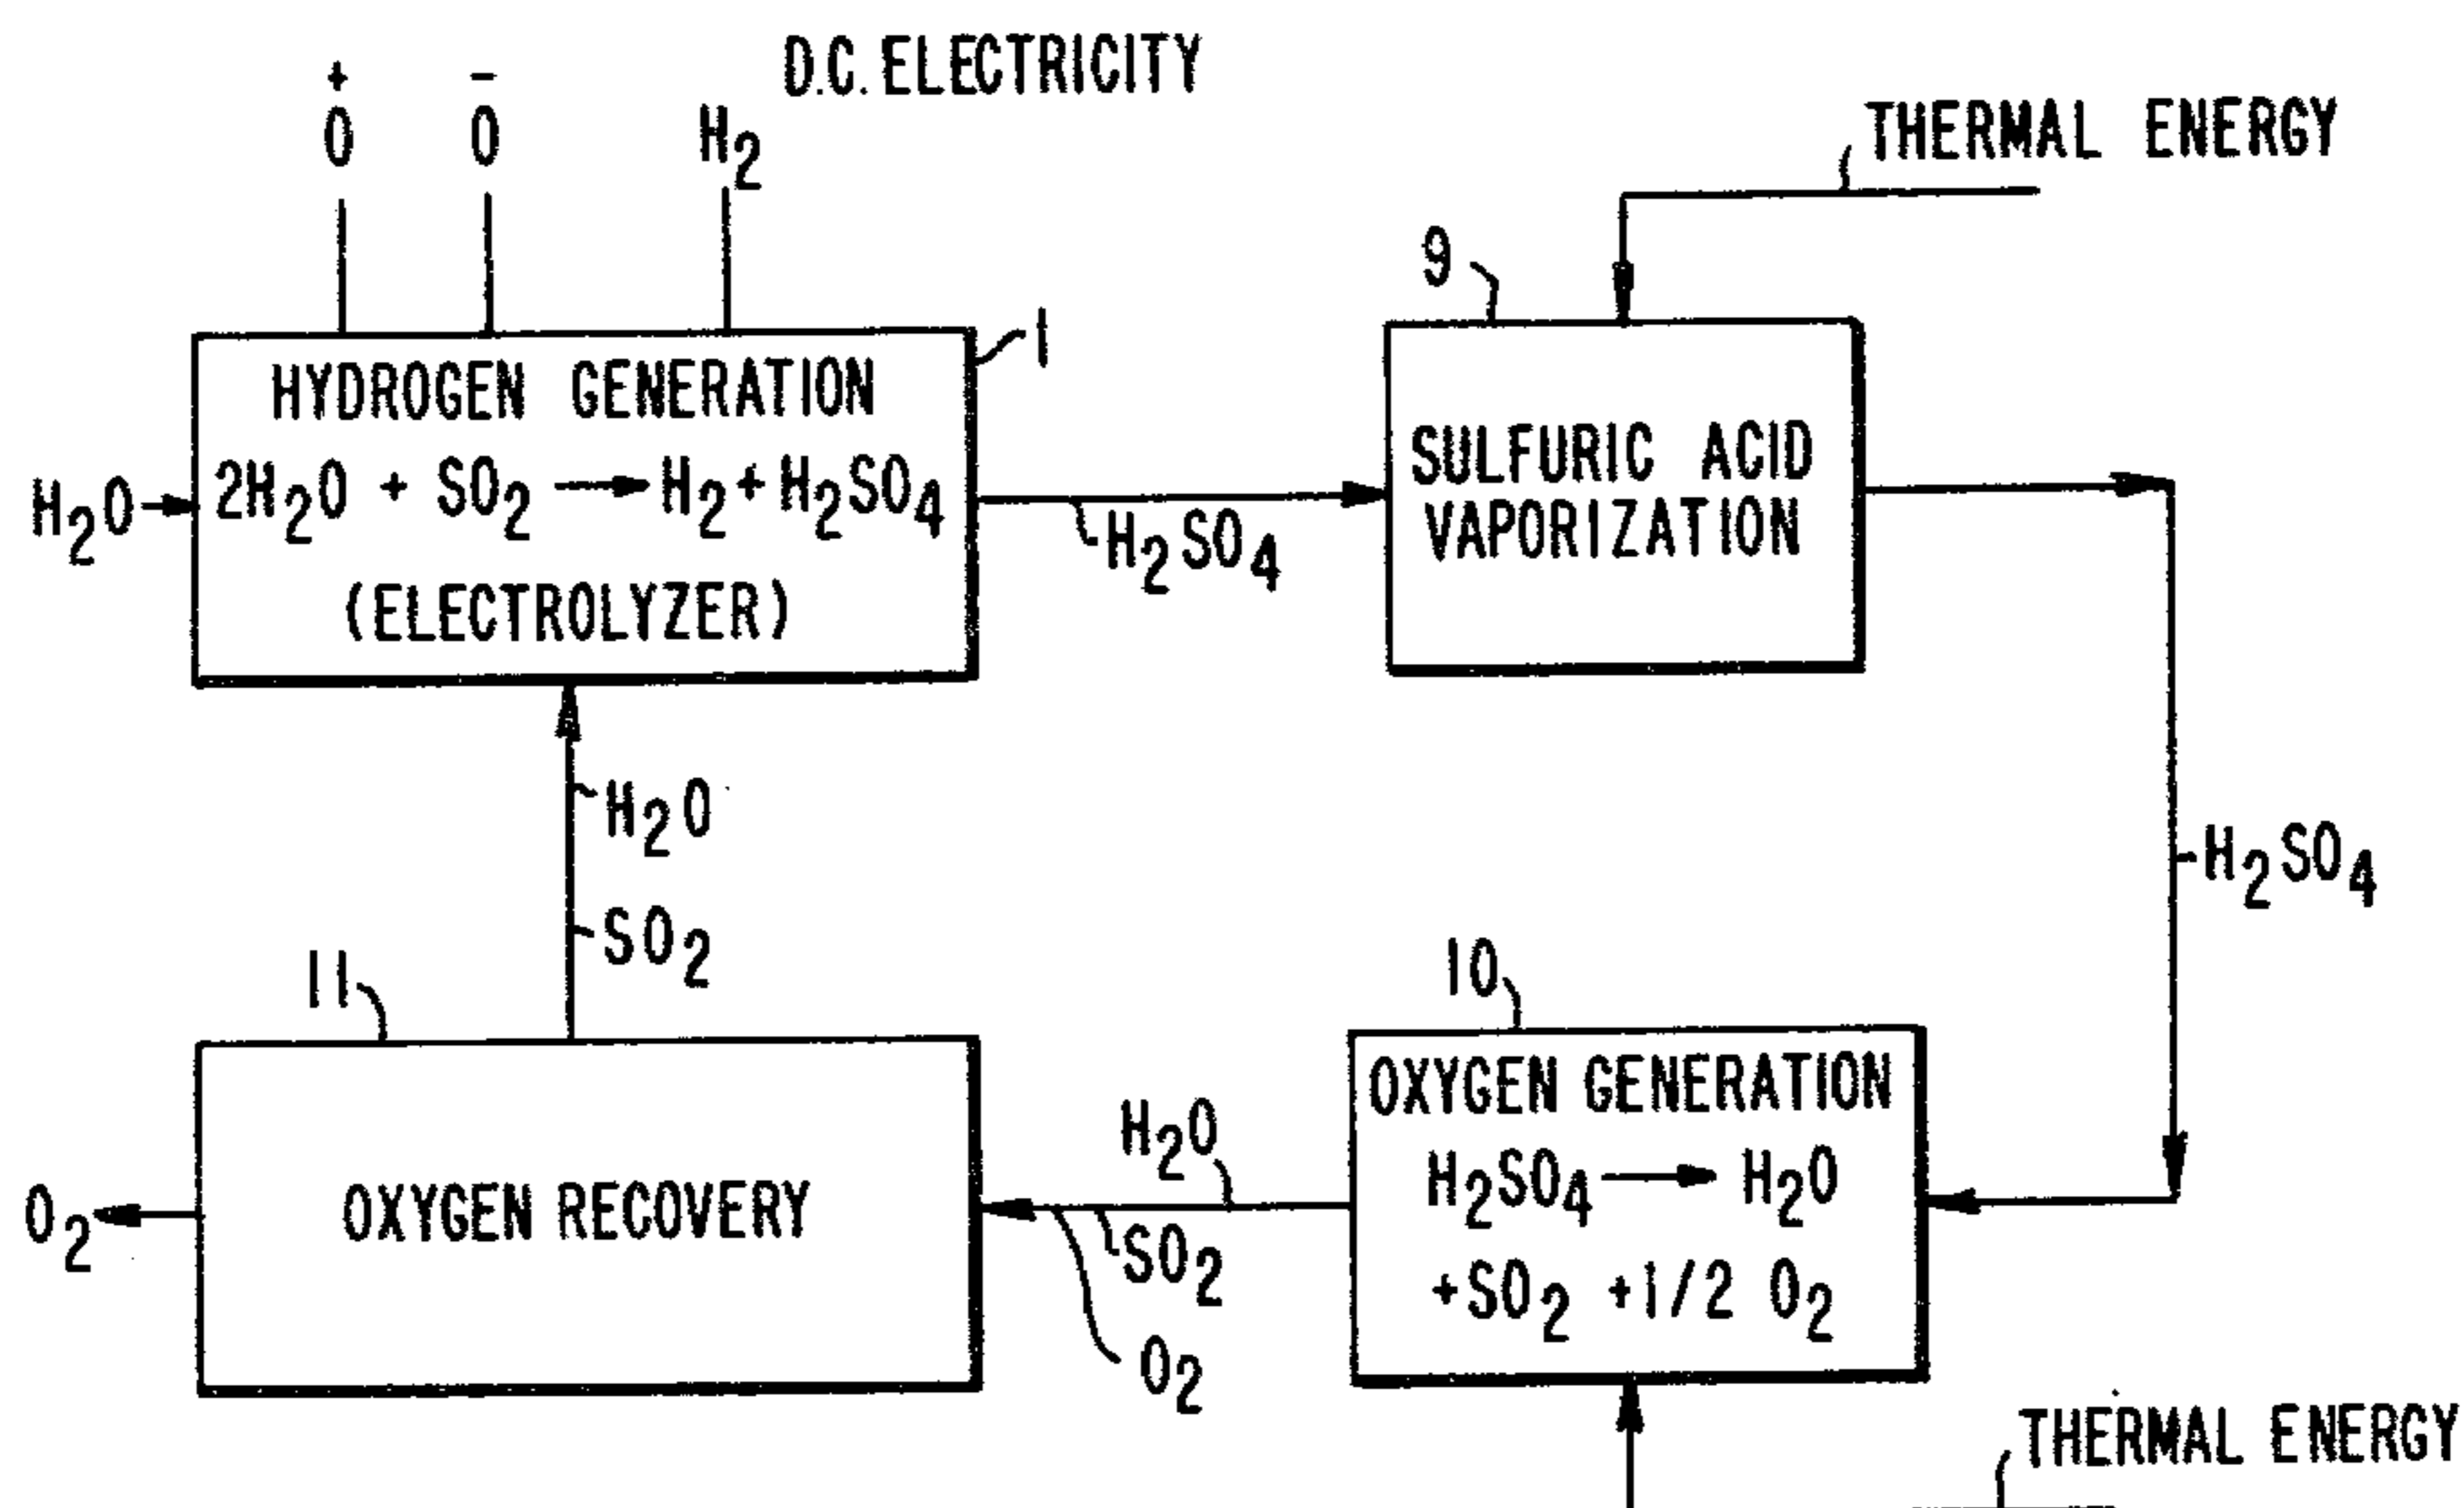 D.C. ELECTRICITY
+ -
0 0
H2
THERMAL ENERGY
1
9
HYDROGEN GENERATION
2H2O + SO2 → H2 + H2SO4
(ELECTROLYZER)
H2O
H2SO4
SULFURIC ACID
VAPORIZATION
H2SO4
H2O
SO2
11
10
OXYGEN RECOVERY
O2
H2O
SO2
O2
OXYGEN GENERATION
H2SO4 → H2O
+SO2 +1/2 O2
THERMAL ENERGY